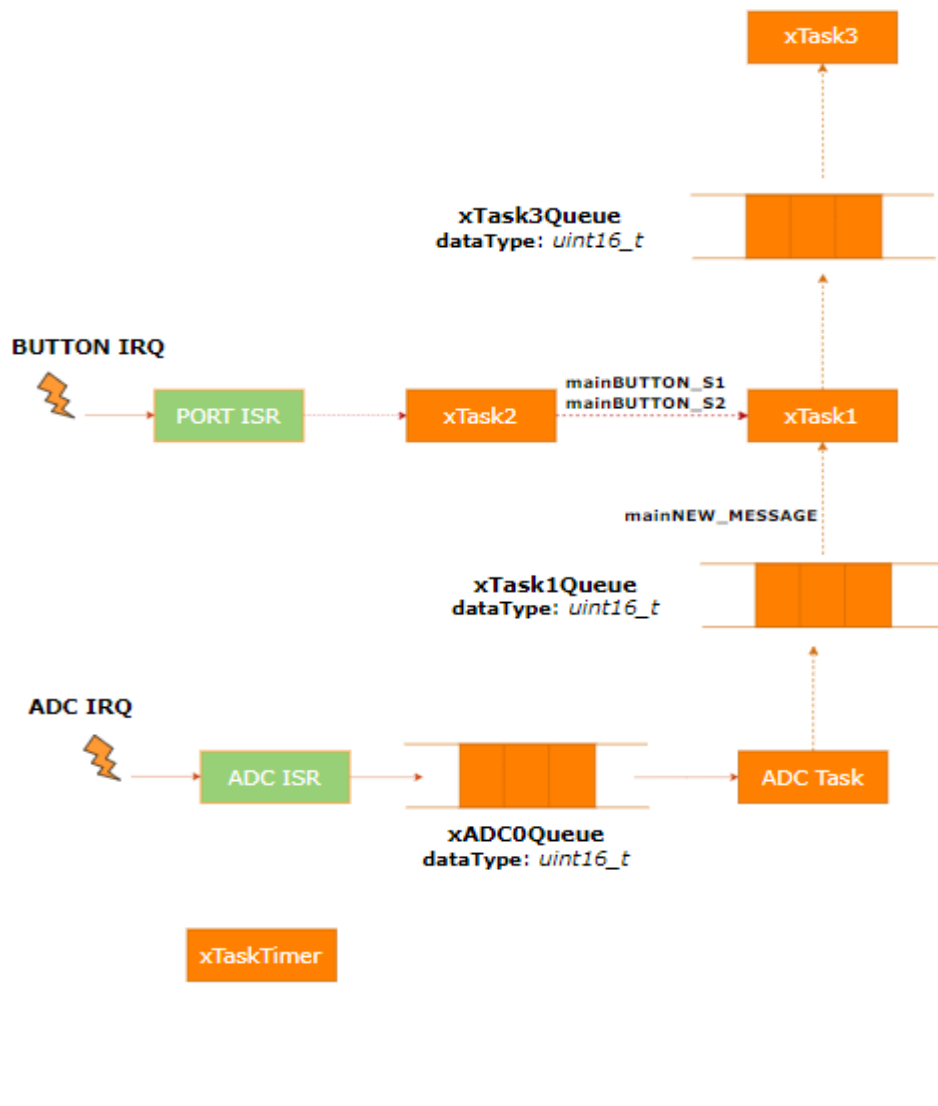 xTask3
xTask3Queue
dataType: uint16_t
BUTTON IRQ
PORT ISR
xTask2
mainBUTTON_S1
mainBUTTON_S2
xTask1
mainNEW_MESSAGE
xTask1Queue
dataType: uint16_t
ADC IRQ
ADC ISR
ADC Task
xADC0Queue
dataType: uint16_t
xTaskTimer